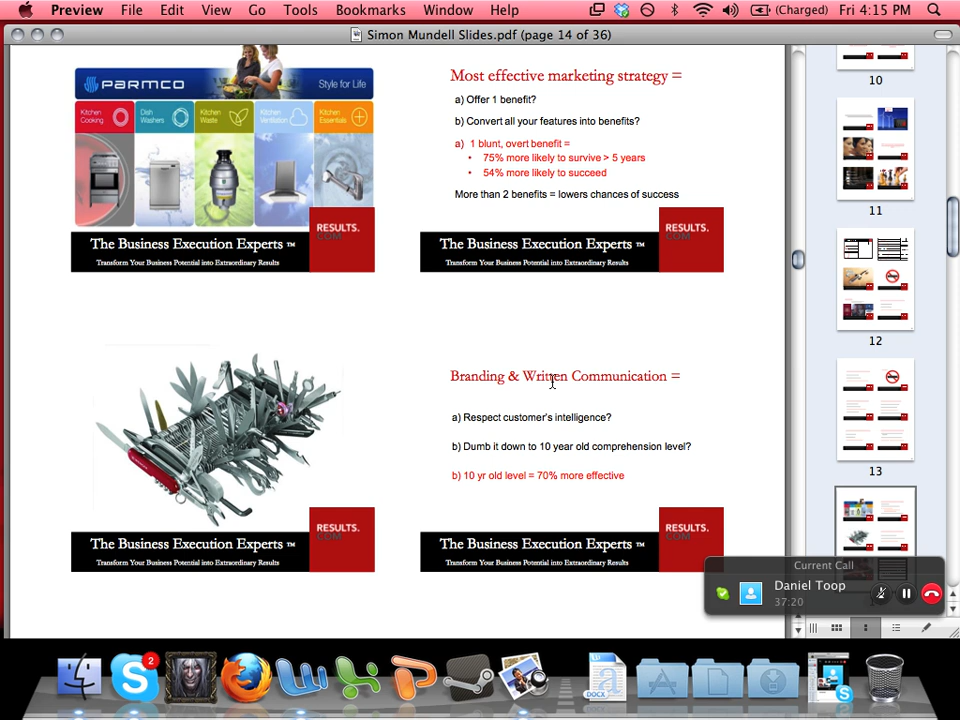 Preview File Edit View Go Tools Bookmarks Window Help (Charged) Fri 4:15 PM
Simon Mundell Slides.pdf (page 14 of 36)
PARMCO Style for Life
Kitchen Cooking
Dish Washers
Kitchen Waste
Kitchen Ventilation
Kitchen Essentials
RESULTS.
COM
The Business Execution Experts ™
Transform Your Business Potential into Extraordinary Results
Most effective marketing strategy =
a) Offer 1 benefit?
b) Convert all your features into benefits?
a) 1 blunt, overt benefit =
• 75% more likely to survive > 5 years
• 54% more likely to succeed
More than 2 benefits = lowers chances of success
RESULTS.
COM
The Business Execution Experts ™
Transform Your Business Potential into Extraordinary Results
RESULTS.
COM
The Business Execution Experts ™
Transform Your Business Potential into Extraordinary Results
Branding & Written Communication =
a) Respect customer's intelligence?
b) Dumb it down to 10 year old comprehension level?
b) 10 yr old level = 70% more effective
RESULTS.
COM
The Business Execution Experts ™
Transform Your Business Potential into Extraordinary Results
10
11
12
13
Current Call
Daniel Toop
37:20
2
DOCX